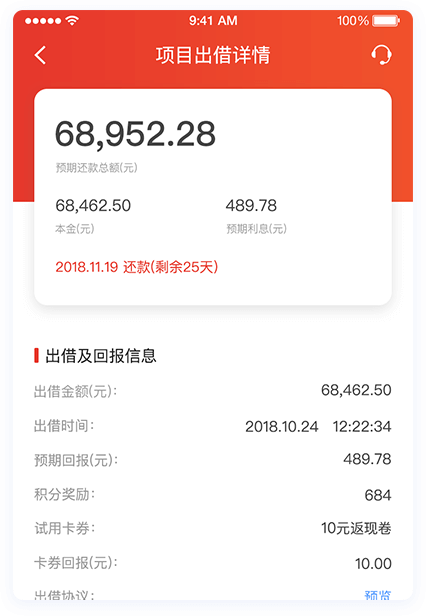 9:41 AM 100%
项目出借详情
68,952.28
预期还款总额(元)
68,462.50 489.78
本金(元) 预期利息(元)
2018.11.19 还款(剩余25天)
出借及回报信息
出借金额(元): 68,462.50
出借时间: 2018.10.24 12:22:34
预期回报(元): 489.78
积分奖励: 684
试用卡券: 10元返现卷
卡券回报(元): 10.00
出借协议: 预览